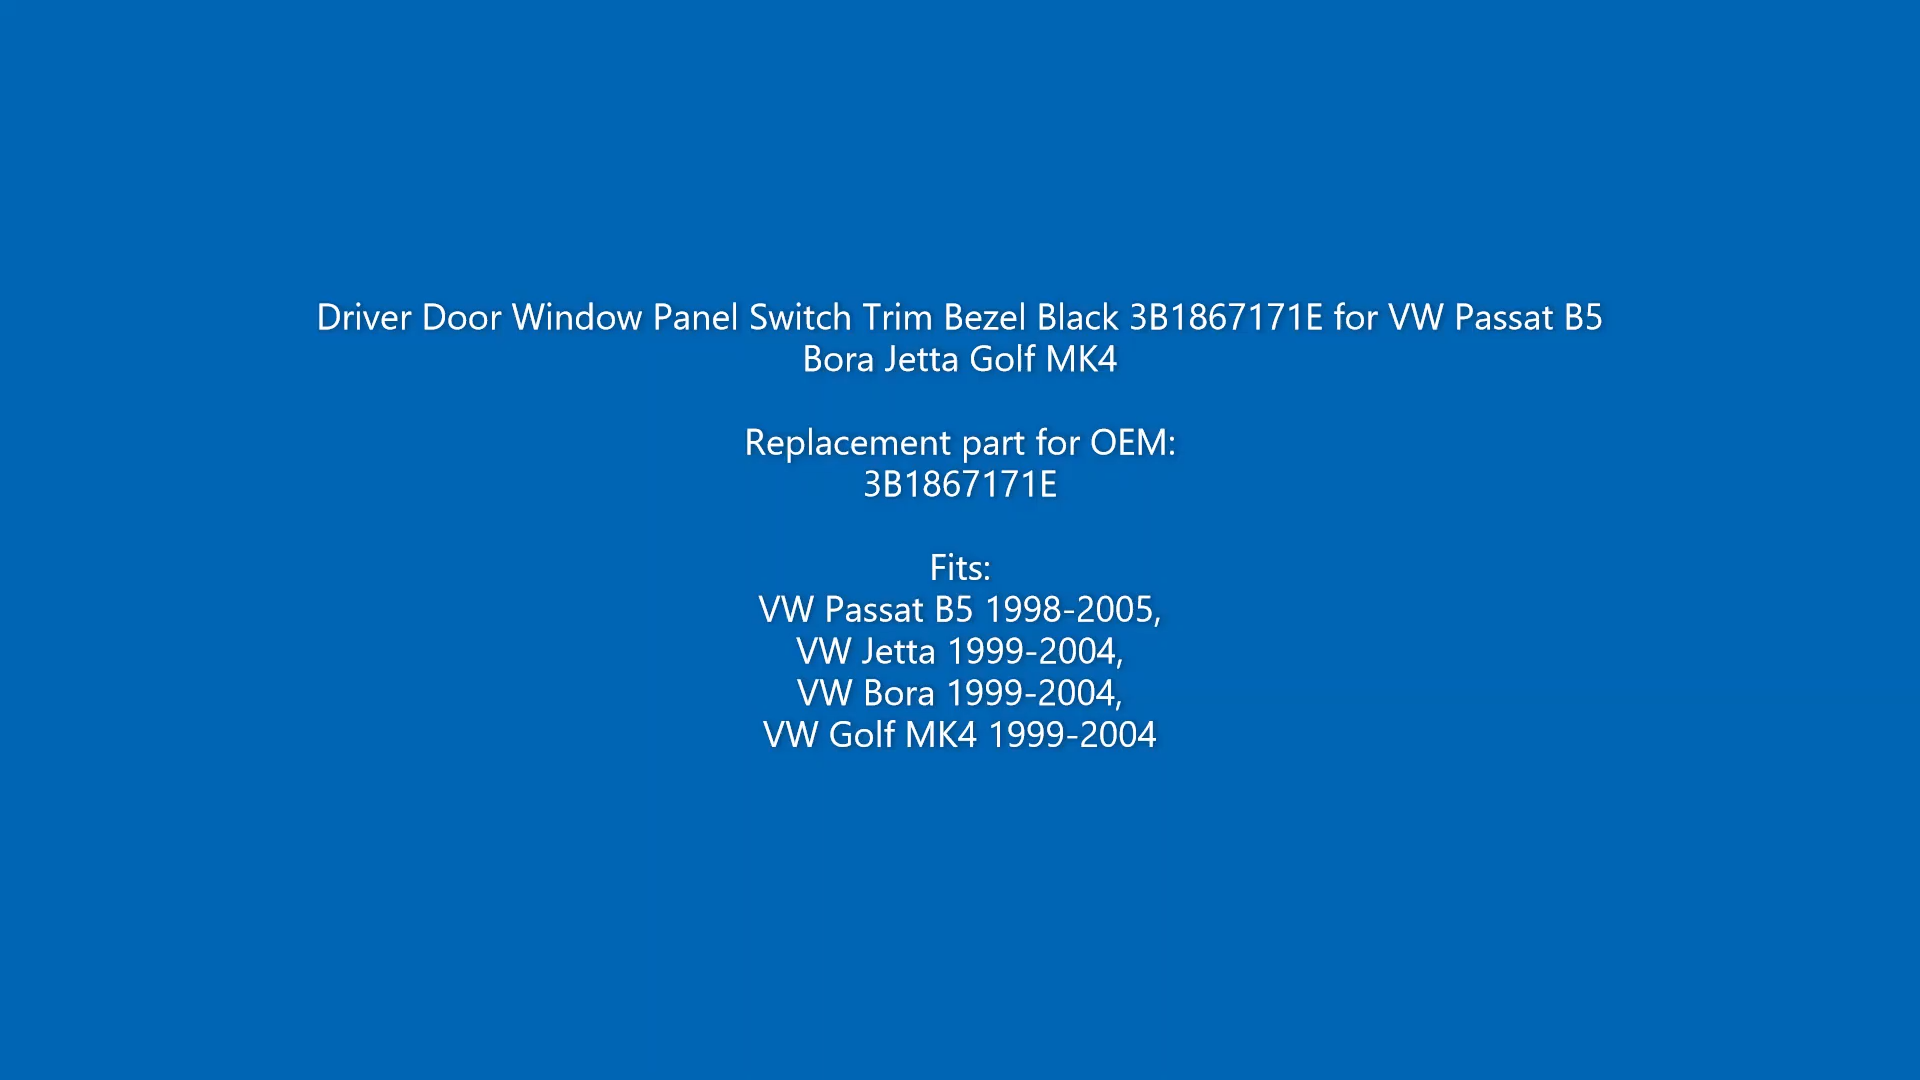 Driver Door Window Panel Switch Trim Bezel Black 3B1867171E for VW Passat B5
Bora Jetta Golf MK4
Replacement part for OEM:
3B1867171E
Fits:
VW Passat B5 1998-2005,
VW Jetta 1999-2004,
VW Bora 1999-2004,
VW Golf MK4 1999-2004